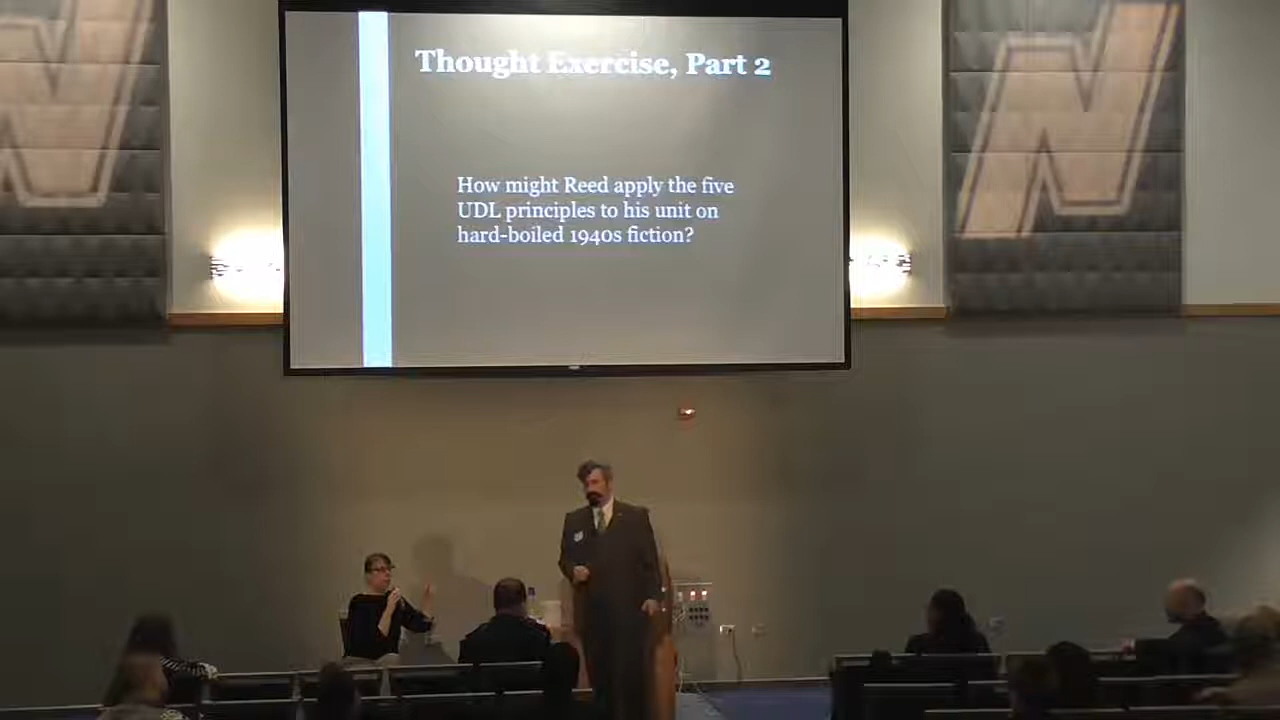 Thought Exercise, Part 2
How might Reed apply the five
UDL principles to his unit on
hard-boiled 1940s fiction?
N
N